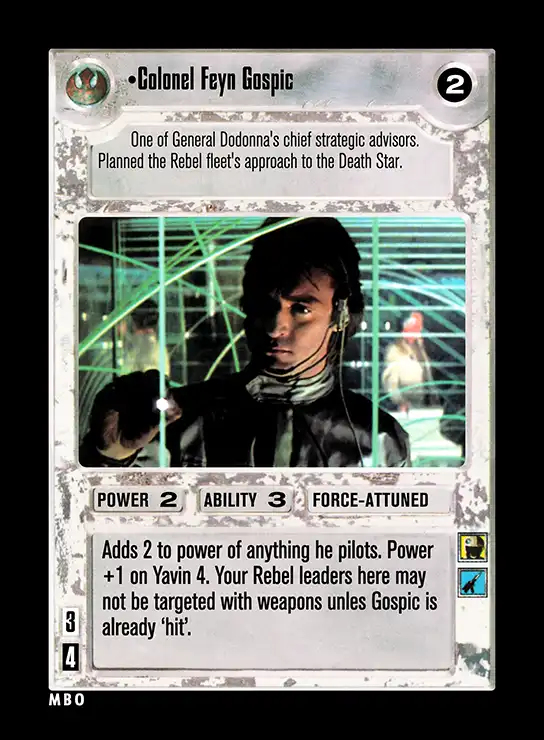 •Colonel Feyn Gospic
2
One of General Dodonna's chief strategic advisors.
Planned the Rebel fleet's approach to the Death Star.
POWER 2 ABILITY 3 FORCE-ATTUNED
Adds 2 to power of anything he pilots. Power
+1 on Yavin 4. Your Rebel leaders here may
not be targeted with weapons unles Gospic is
already ‘hit’.
3
4
MBO